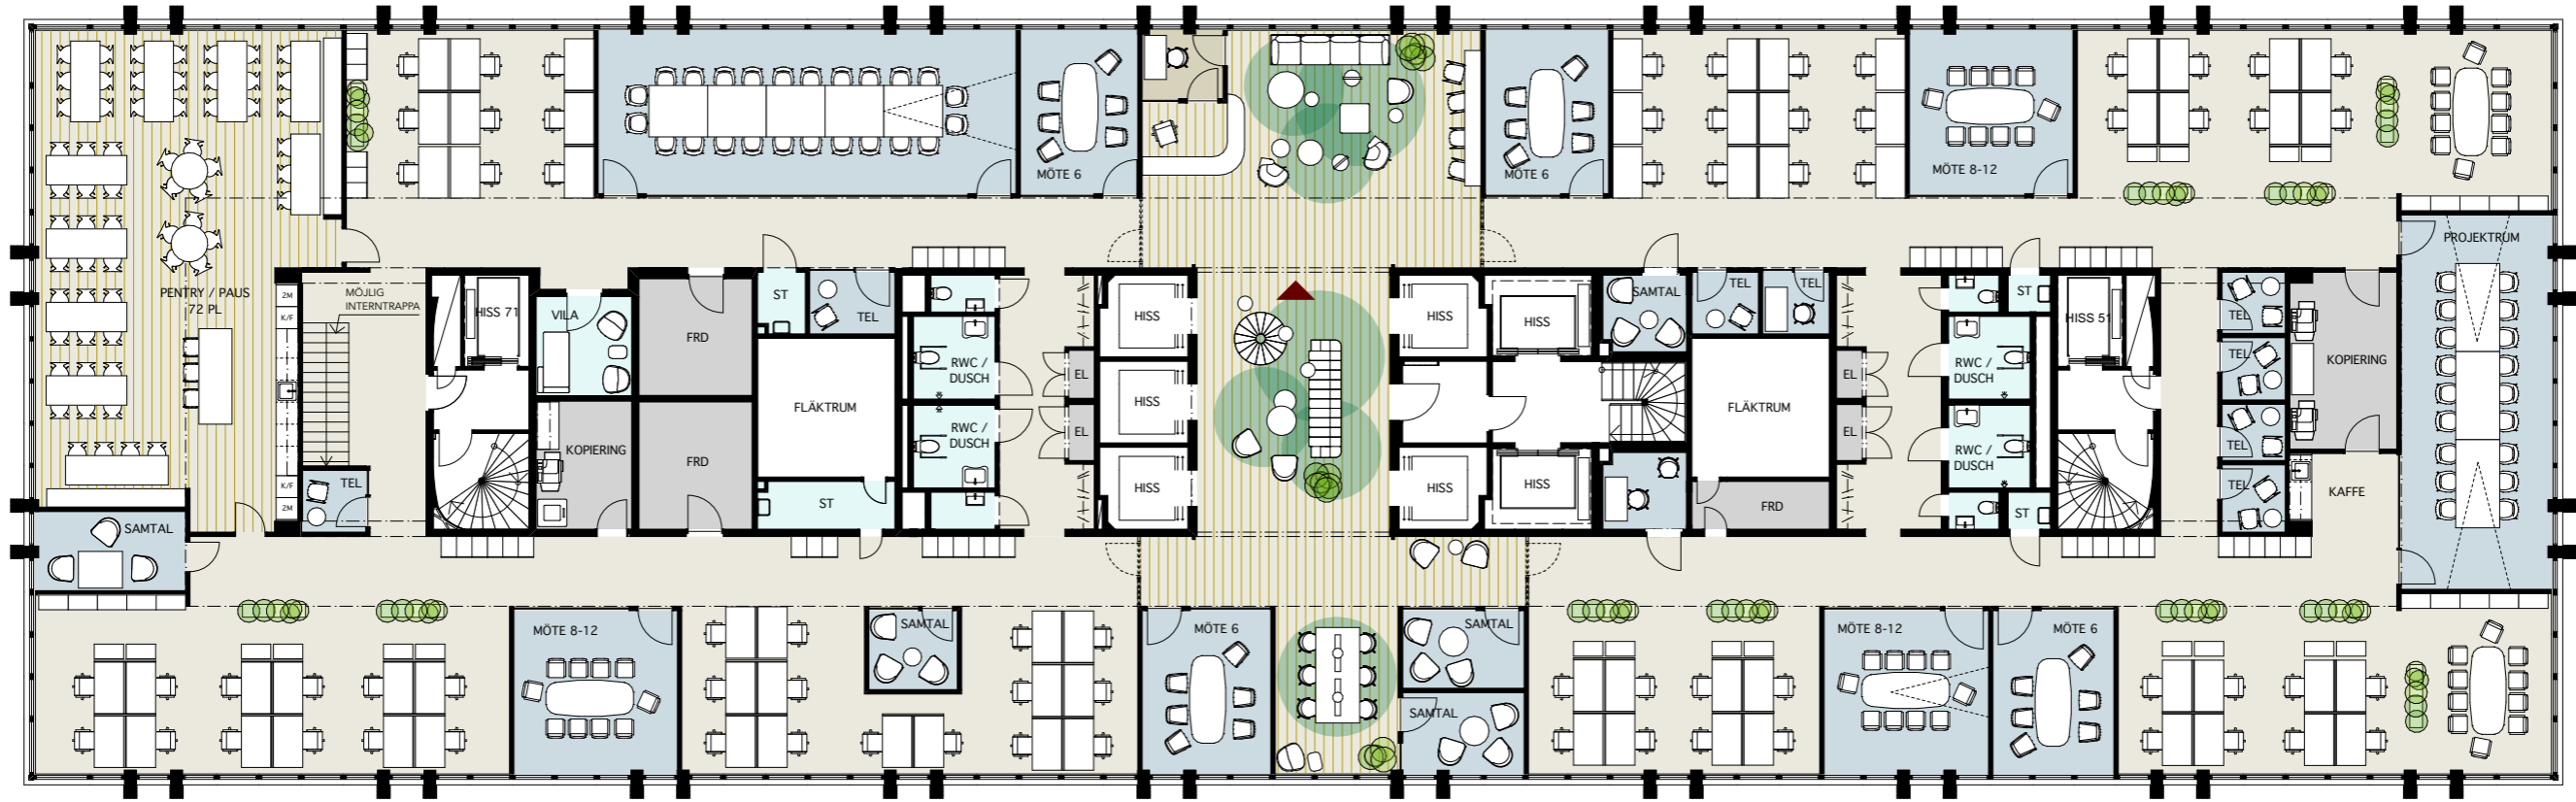 MÖTE 6
MÖTE 6
MÖTE 8-12
PROJEKTRUM
PENTRY / PAUS
72 PL
2M
K/F
K/F
2M
MÖJLIG
INTERNTRAPPA
HISS 71
VILA
FRD
ST
TEL
HISS
HISS
HISS
SAMTAL
TEL
TEL
ST
HISS 51
TEL
RWC /
DUSCH
EL
HISS
EL
RWC /
DUSCH
TEL
KOPIERING
FLÄKTRUM
FLÄKTRUM
KOPIERING
FRD
RWC /
DUSCH
EL
EL
RWC /
DUSCH
TEL
TEL
SAMTAL
ST
HISS
HISS
HISS
FRD
ST
TEL
KAFFE
MÖTE 8-12
SAMTAL
MÖTE 6
SAMTAL
SAMTAL
MÖTE 8-12
MÖTE 6